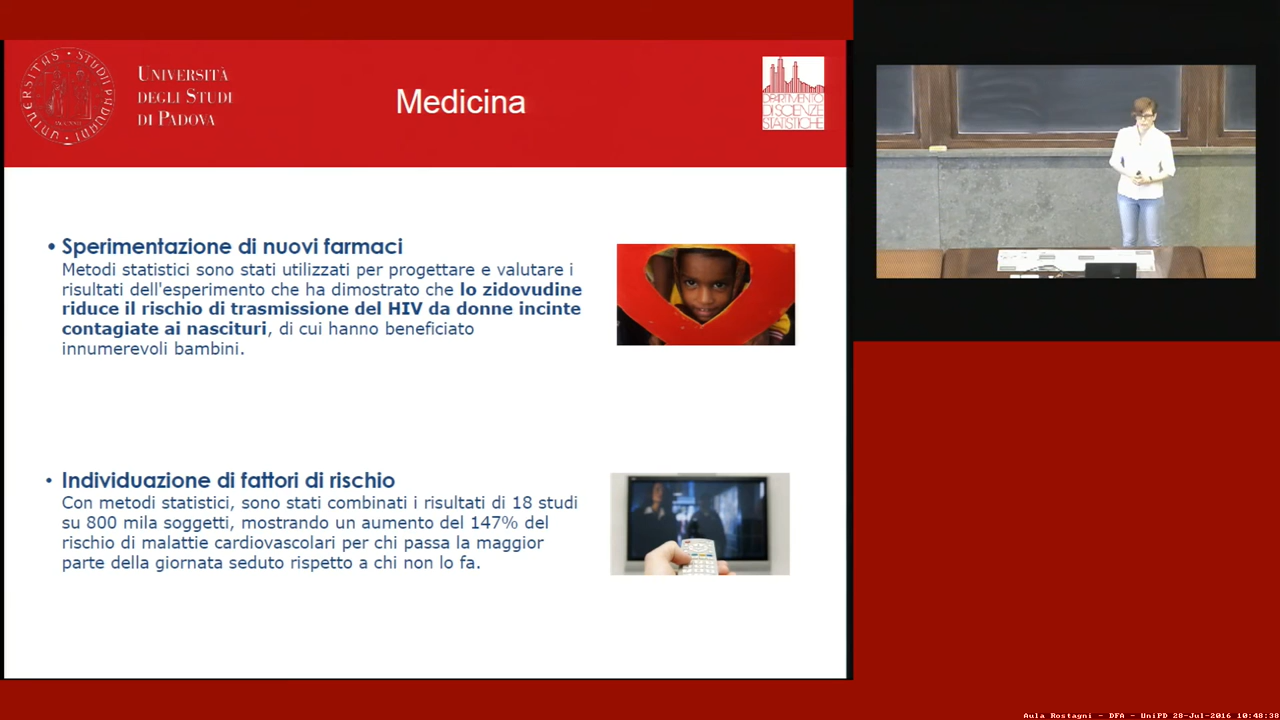 UNIVERSITÀ
DEGLI STUDI
DI PADOVA
UNIVERSITAS STUDII PADUANI
Medicina
DIPARTIMENTO
DI SCIENZE
STATISTICHE
• Sperimentazione di nuovi farmaci
Metodi statistici sono stati utilizzati per progettare e valutare i
risultati dell'esperimento che ha dimostrato che lo zidovudine
riduce il rischio di trasmissione del HIV da donne incinte
contagiate ai nascituri, di cui hanno beneficiato
innumerevoli bambini.
• Individuazione di fattori di rischio
Con metodi statistici, sono stati combinati i risultati di 18 studi
su 800 mila soggetti, mostrando un aumento del 147% del
rischio di malattie cardiovascolari per chi passa la maggior
parte della giornata seduto rispetto a chi non lo fa.
Aula Rostagni - DFA - UniPD 28-Jul-2016 10:48:38